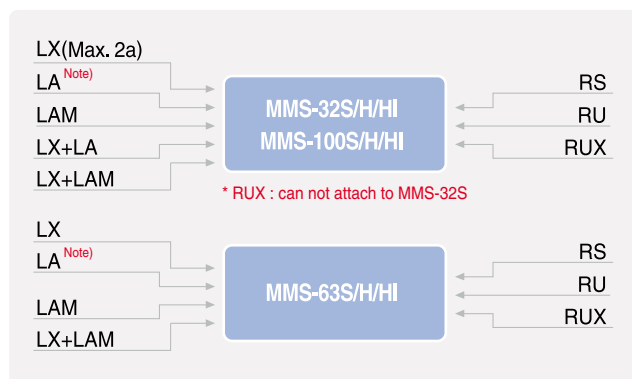 LX(Max. 2a)
LA Note)
LAM
LX+LA
LX+LAM
MMS-32S/H/HI
MMS-100S/H/HI
RS
RU
RUX
* RUX : can not attach to MMS-32S
LX
LA Note)
LAM
LX+LAM
MMS-63S/H/HI
RS
RU
RUX